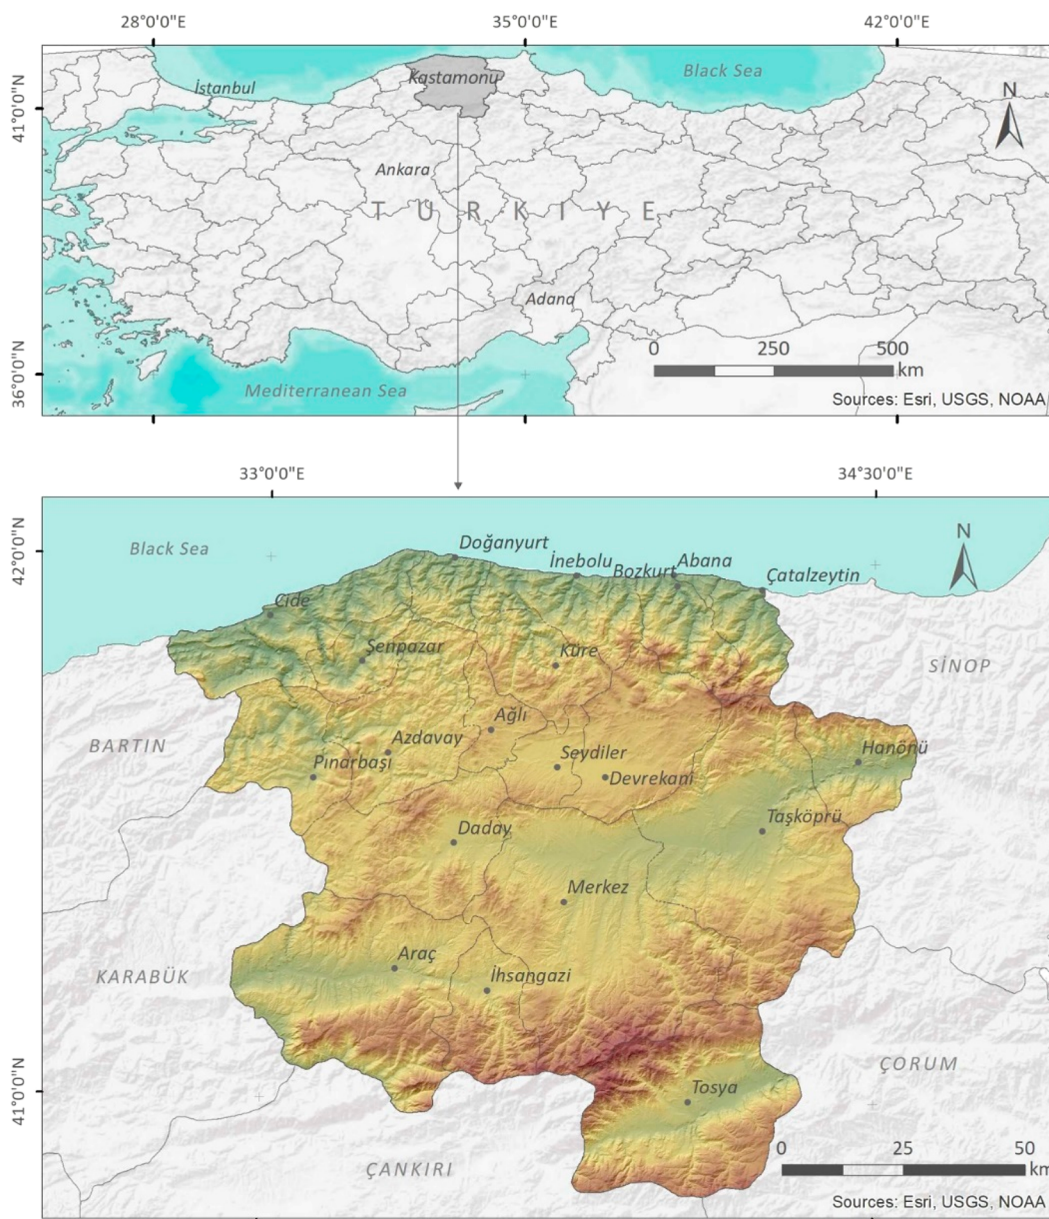 28°0'0"E 35°0'0"E 42°0'0"E
41°0'0"N
36°0'0"N
Kastamonu
Black Sea
İstanbul
N
Ankara
TÜRKİYE
Adana
0 250 500
km
Mediterranean Sea
Sources: Esri, USGS, NOAA
33°0'0"E 34°30'0"E
42°0'0"N
41°0'0"N
Black Sea
N
Doğanyurt
İnebolu
Abana
Bozkurt
Çatalzeytin
Cide
Şenpazar
Küre
SİNOP
Ağlı
BARTIN
Azdavay
Seydiler
Hanönü
Pınarbaşı
Devrekani
Taşköprü
Daday
Merkez
Araç
KARABÜK
İhsangazi
ÇORUM
Tosya
ÇANKIRI
0 25 50
km
Sources: Esri, USGS, NOAA